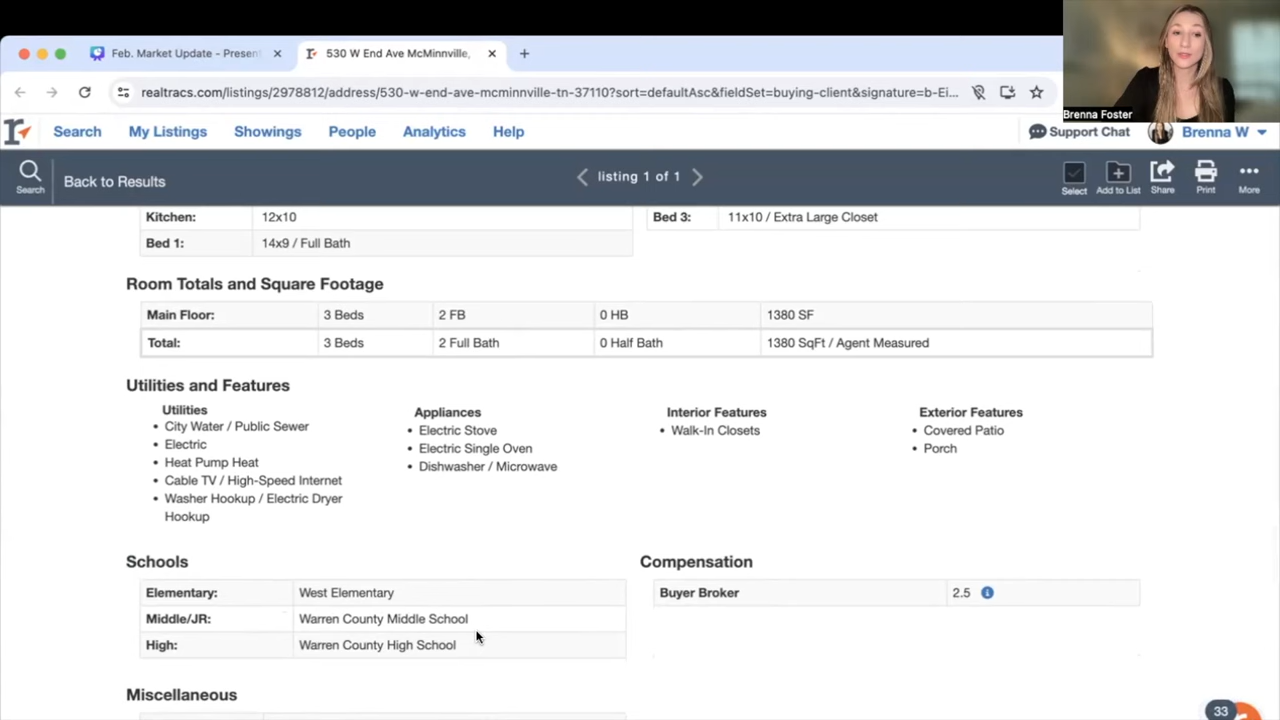 Feb. Market Update - Present
530 W End Ave McMinnville,
realtracs.com/listings/2978812/address/530-w-end-ave-mcminnville-tn-37110?sort=defaultAsc&fieldSet=buying-client&signature=b-Ei...
Brenna Foster
Search My Listings Showings People Analytics Help Support Chat Brenna W
Search Back to Results listing 1 of 1 Select Add to List Share Print More
Kitchen: 12x10 Bed 3: 11x10 / Extra Large Closet
Bed 1: 14x9 / Full Bath
Room Totals and Square Footage
Main Floor: 3 Beds 2 FB 0 HB 1380 SF
Total: 3 Beds 2 Full Bath 0 Half Bath 1380 SqFt / Agent Measured
Utilities and Features
Utilities
• City Water / Public Sewer
• Electric
• Heat Pump Heat
• Cable TV / High-Speed Internet
• Washer Hookup / Electric Dryer
Hookup
Appliances
• Electric Stove
• Electric Single Oven
• Dishwasher / Microwave
Interior Features
• Walk-In Closets
Exterior Features
• Covered Patio
• Porch
Schools
Elementary: West Elementary
Middle/JR: Warren County Middle School
High: Warren County High School
Compensation
Buyer Broker 2.5
Miscellaneous
33